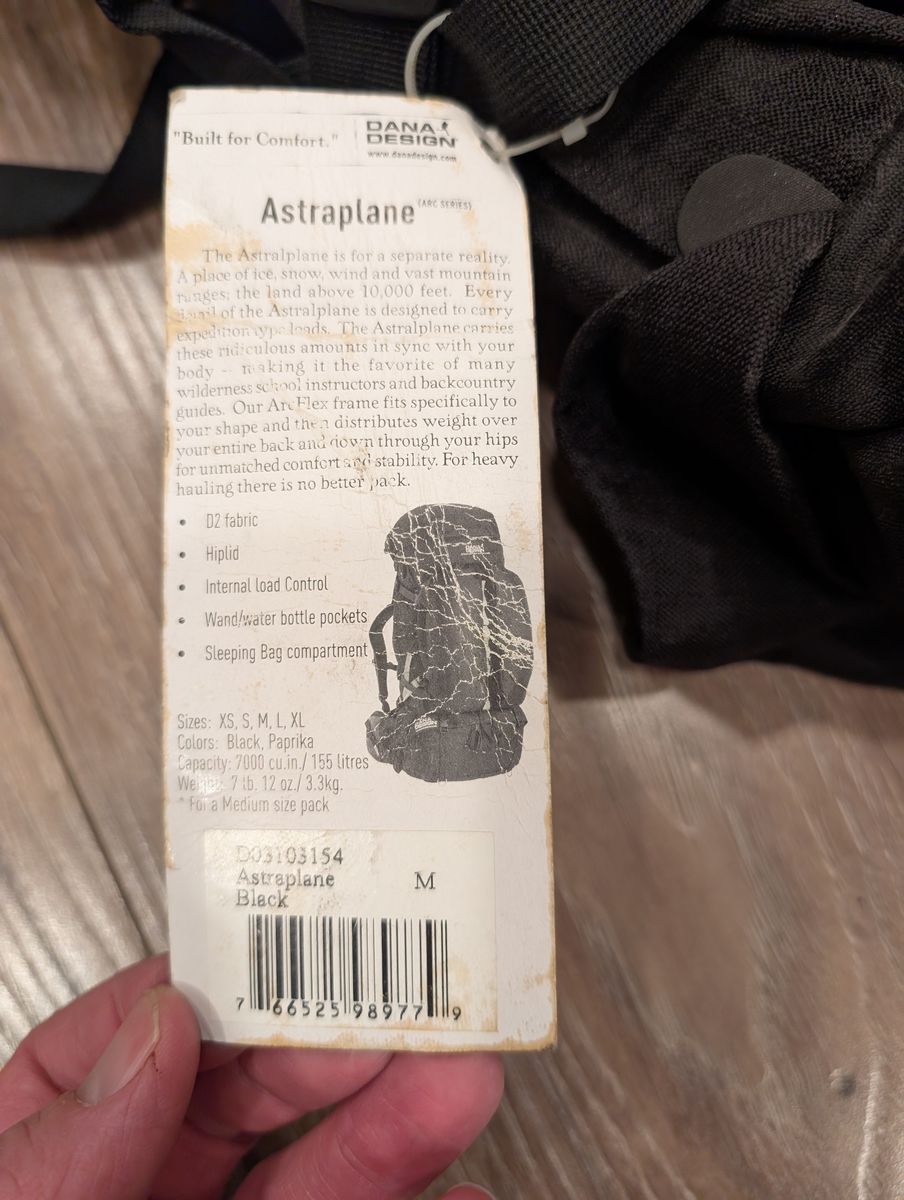 "Built for Comfort."
DANA
DESIGN
www.danadesign.com
Astraplane (ARC SERIES)
The Astralplane is for a separate reality.
A place of ice, snow, wind and vast mountain
ranges; the land above 10,000 feet. Every
detail of the Astralplane is designed to carry
expedition type loads. The Astralplane carries
these ridiculous amounts in sync with your
body -- making it the favorite of many
wilderness school instructors and backcountry
guides. Our ArcFlex frame fits specifically to
your shape and then distributes weight over
your entire back and down through your hips
for unmatched comfort and stability. For heavy
hauling there is no better pack.
• D2 fabric
• Hiplid
• Internal load Control
• Wand/water bottle pockets
• Sleeping Bag compartment
Sizes: XS, S, M, L, XL
Colors: Black, Paprika
Capacity: 7000 cu.in./ 155 litres
Weight: 7 lb. 12 oz./ 3.3kg.
* For a Medium size pack
D03103154
Astraplane M
Black
7 66525 98977 9